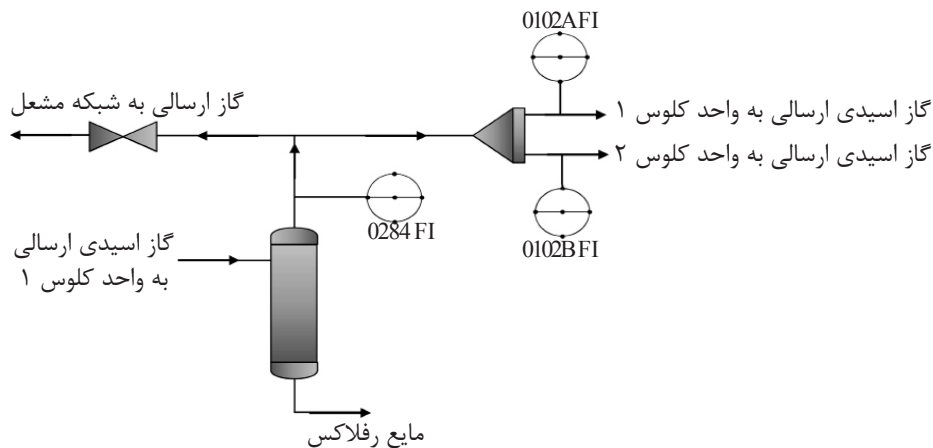 0102AFI
گاز ارسالی به شبکه مشعل
گاز اسیدی ارسالی به واحد کلوس ۱
گاز اسیدی ارسالی به واحد کلوس ۲
0284 FI
0102BFI
گاز اسیدی ارسالی
به واحد کلوس ۱
مایع رفلاکس